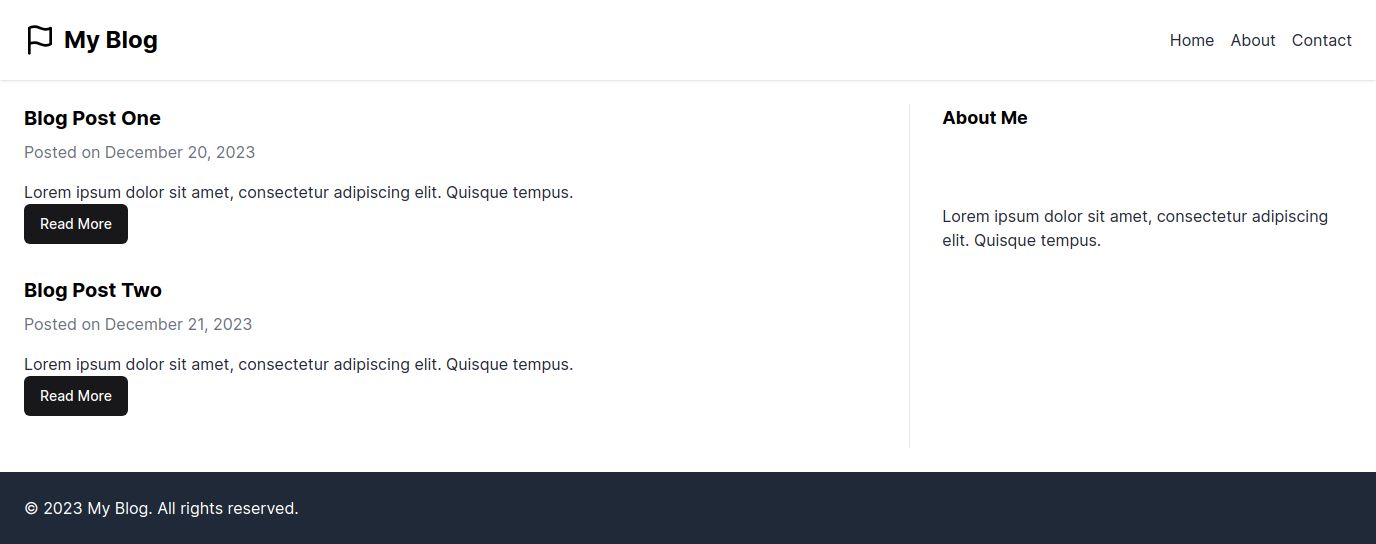 My Blog
Home About Contact
Blog Post One
Posted on December 20, 2023
Lorem ipsum dolor sit amet, consectetur adipiscing elit. Quisque tempus.
Read More
Blog Post Two
Posted on December 21, 2023
Lorem ipsum dolor sit amet, consectetur adipiscing elit. Quisque tempus.
Read More
About Me
Lorem ipsum dolor sit amet, consectetur adipiscing
elit. Quisque tempus.
© 2023 My Blog. All rights reserved.